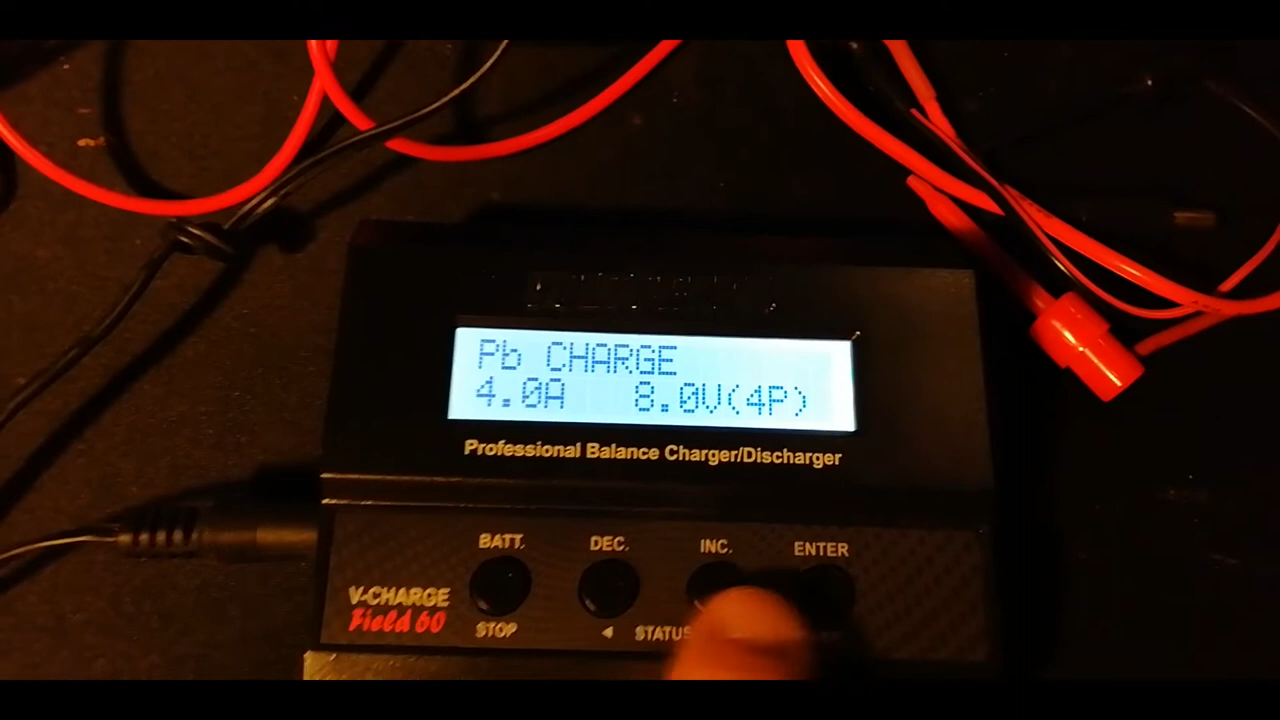 Pb CHARGE
4.0A 8.0V(4P)
Professional Balance Charger/Discharger
BATT. DEC. INC. ENTER
V-CHARGE
Field 60
STOP ◀ STATUS